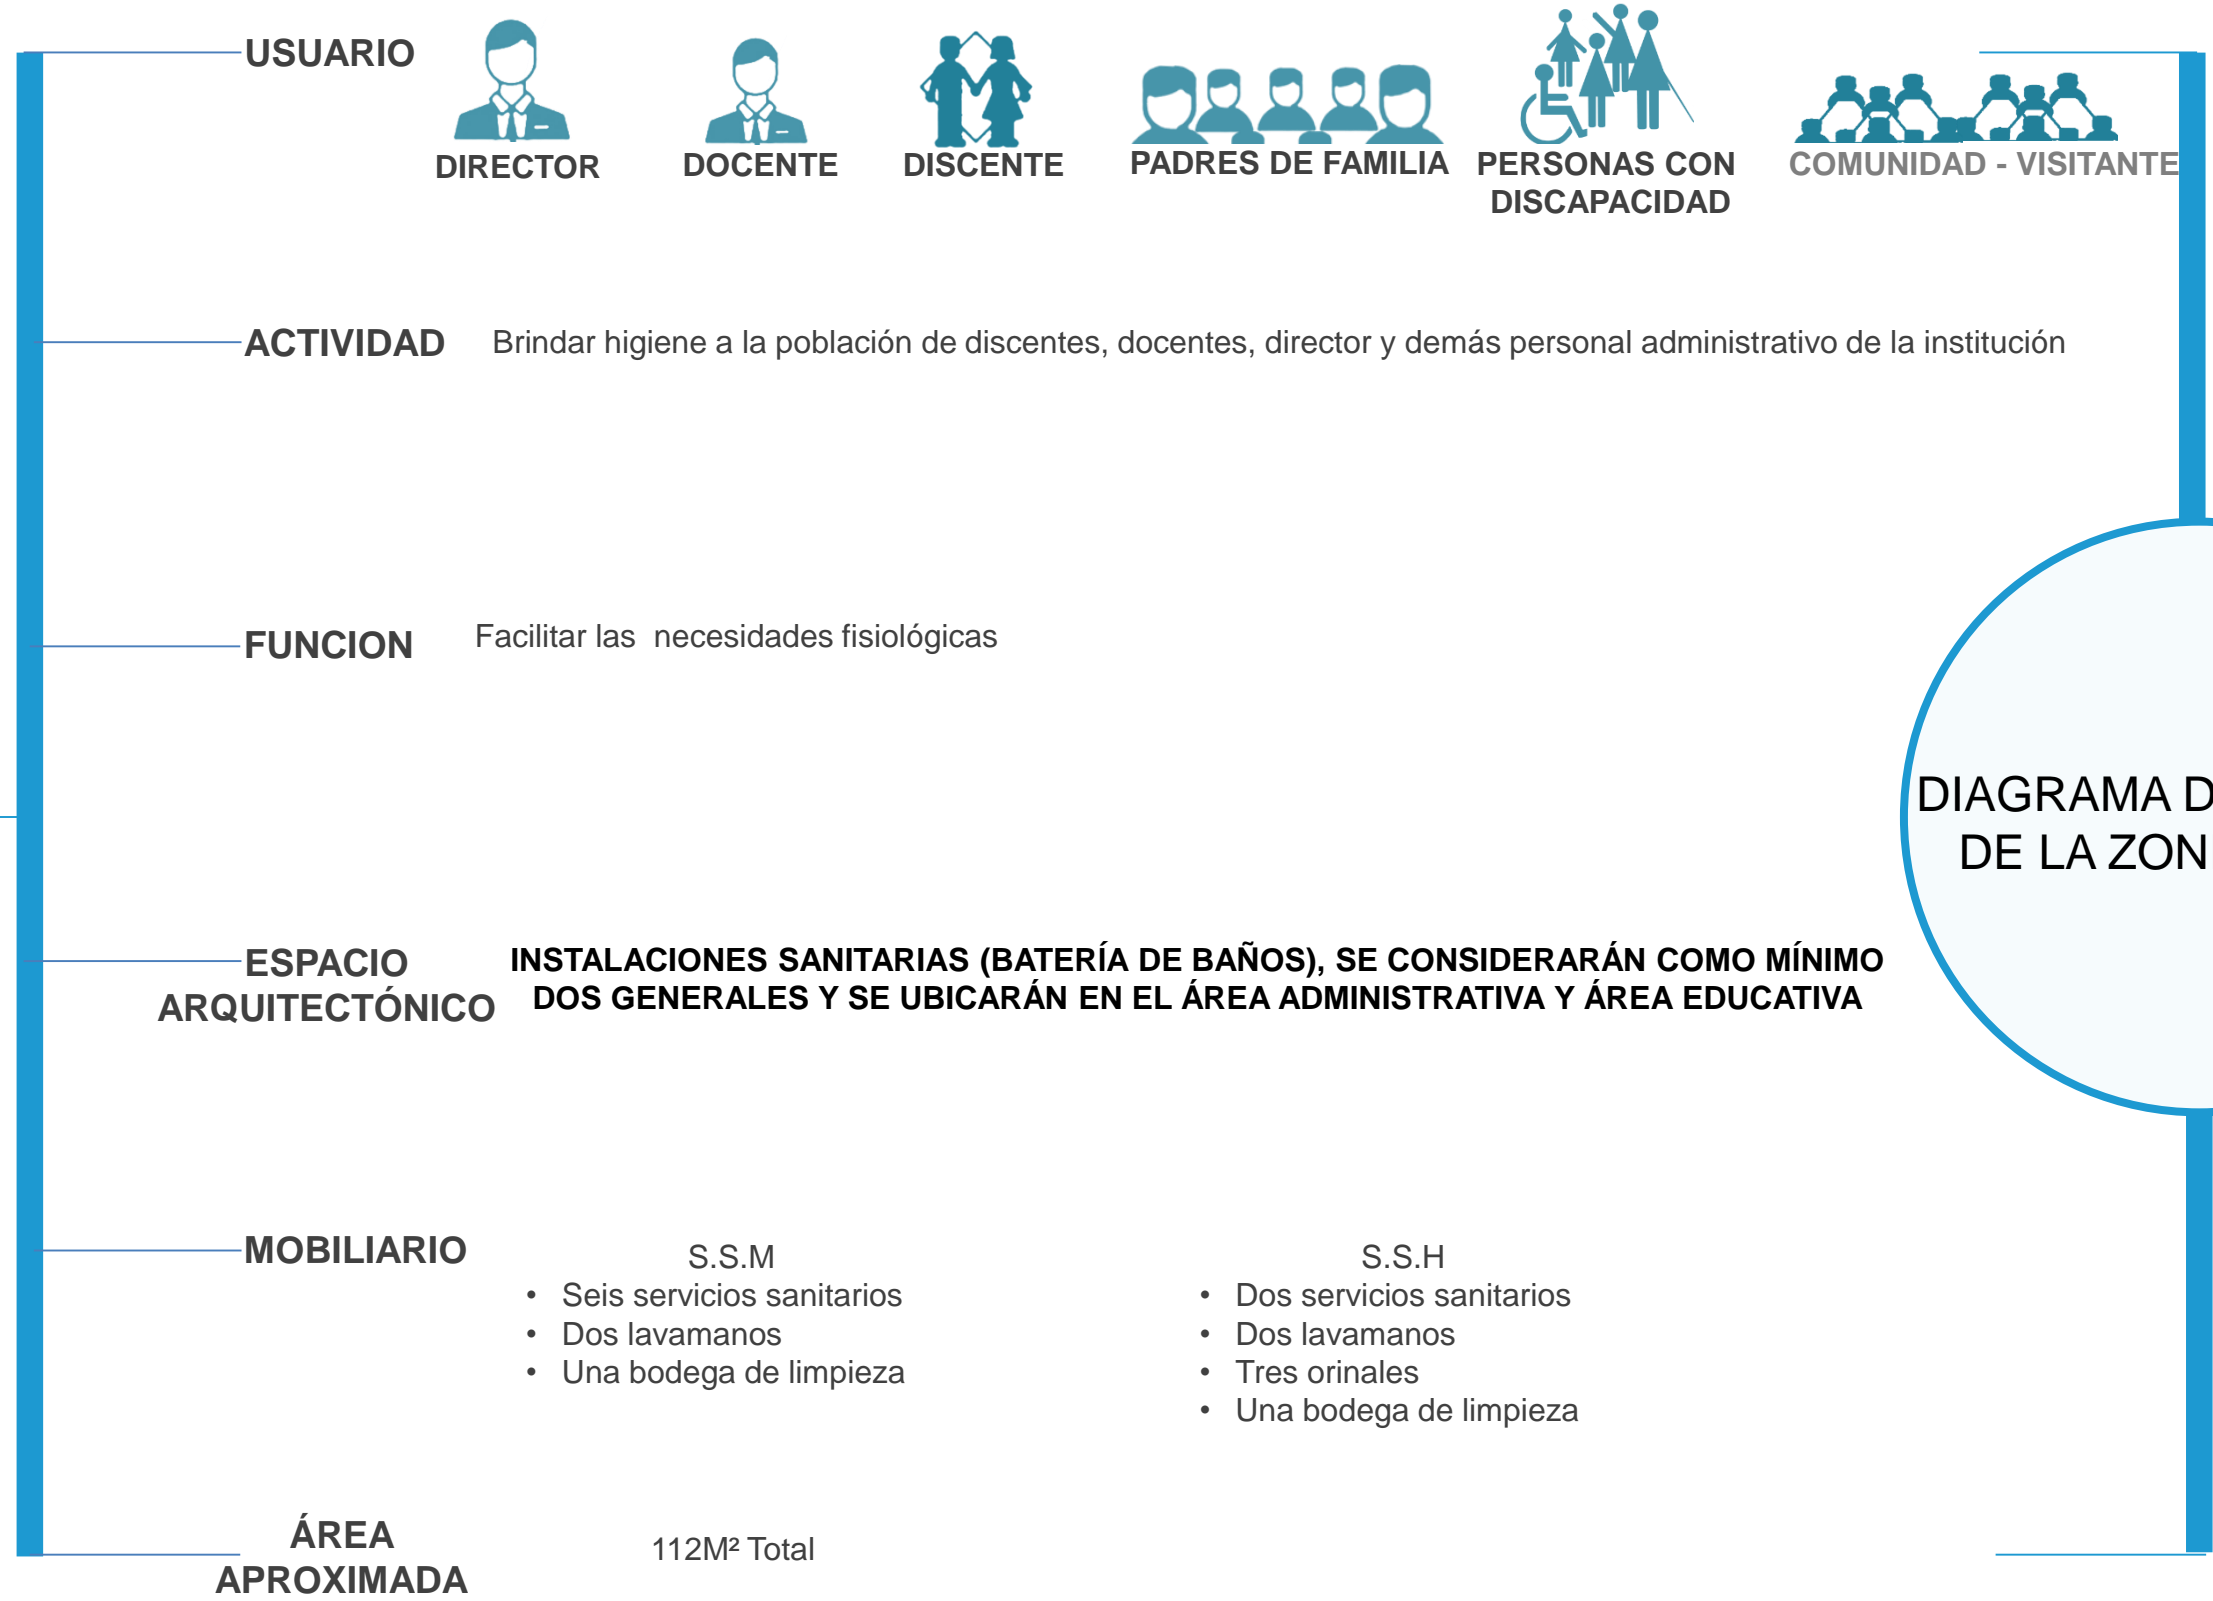 USUARIO
DIRECTOR
DOCENTE
DISCENTE
PADRES DE FAMILIA
PERSONAS CON
DISCAPACIDAD
COMUNIDAD - VISITANTE
ACTIVIDAD
Brindar higiene a la población de discentes, docentes, director y demás personal administrativo de la institución
FUNCION
Facilitar las necesidades fisiológicas
DIAGRAMA D
DE LA ZON
ESPACIO
ARQUITECTÓNICO
INSTALACIONES SANITARIAS (BATERÍA DE BAÑOS), SE CONSIDERARÁN COMO MÍNIMO
DOS GENERALES Y SE UBICARÁN EN EL ÁREA ADMINISTRATIVA Y ÁREA EDUCATIVA
MOBILIARIO
S.S.M
• Seis servicios sanitarios
• Dos lavamanos
• Una bodega de limpieza
S.S.H
• Dos servicios sanitarios
• Dos lavamanos
• Tres orinales
• Una bodega de limpieza
ÁREA
APROXIMADA
112M² Total